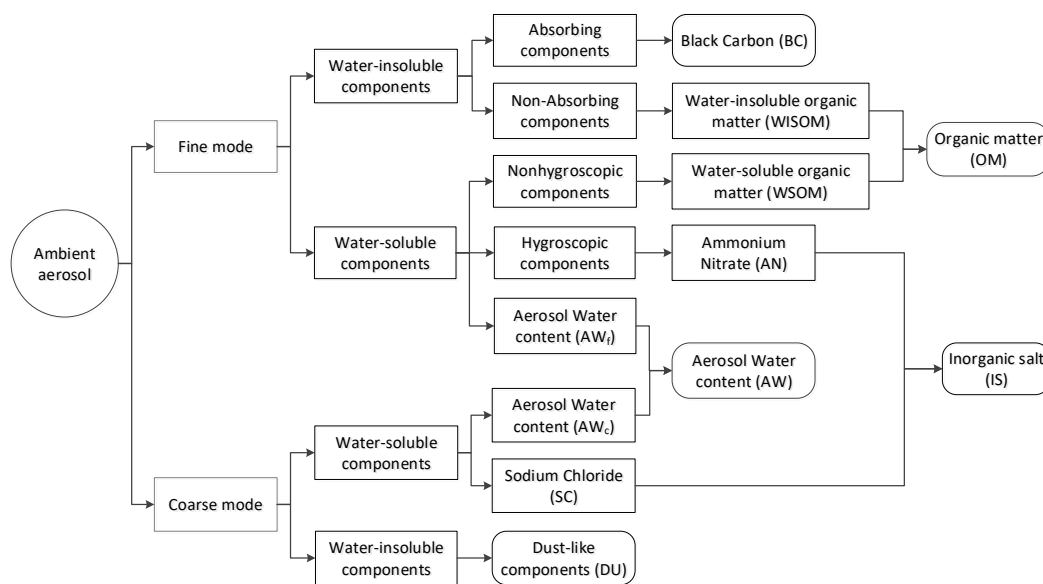 Ambient
aerosol
Fine mode
Coarse mode
Water-insoluble
components
Water-soluble
components
Water-soluble
components
Water-insoluble
components
Absorbing
components
Non-Absorbing
components
Nonhygroscopic
components
Hygroscopic
components
Aerosol Water
content (AWf)
Aerosol Water
content (AWc)
Sodium Chloride
(SC)
Dust-like
components (DU)
Black Carbon (BC)
Water-insoluble organic
matter (WISOM)
Water-soluble organic
matter (WSOM)
Ammonium
Nitrate (AN)
Aerosol Water
content (AW)
Organic matter
(OM)
Inorganic salt
(IS)